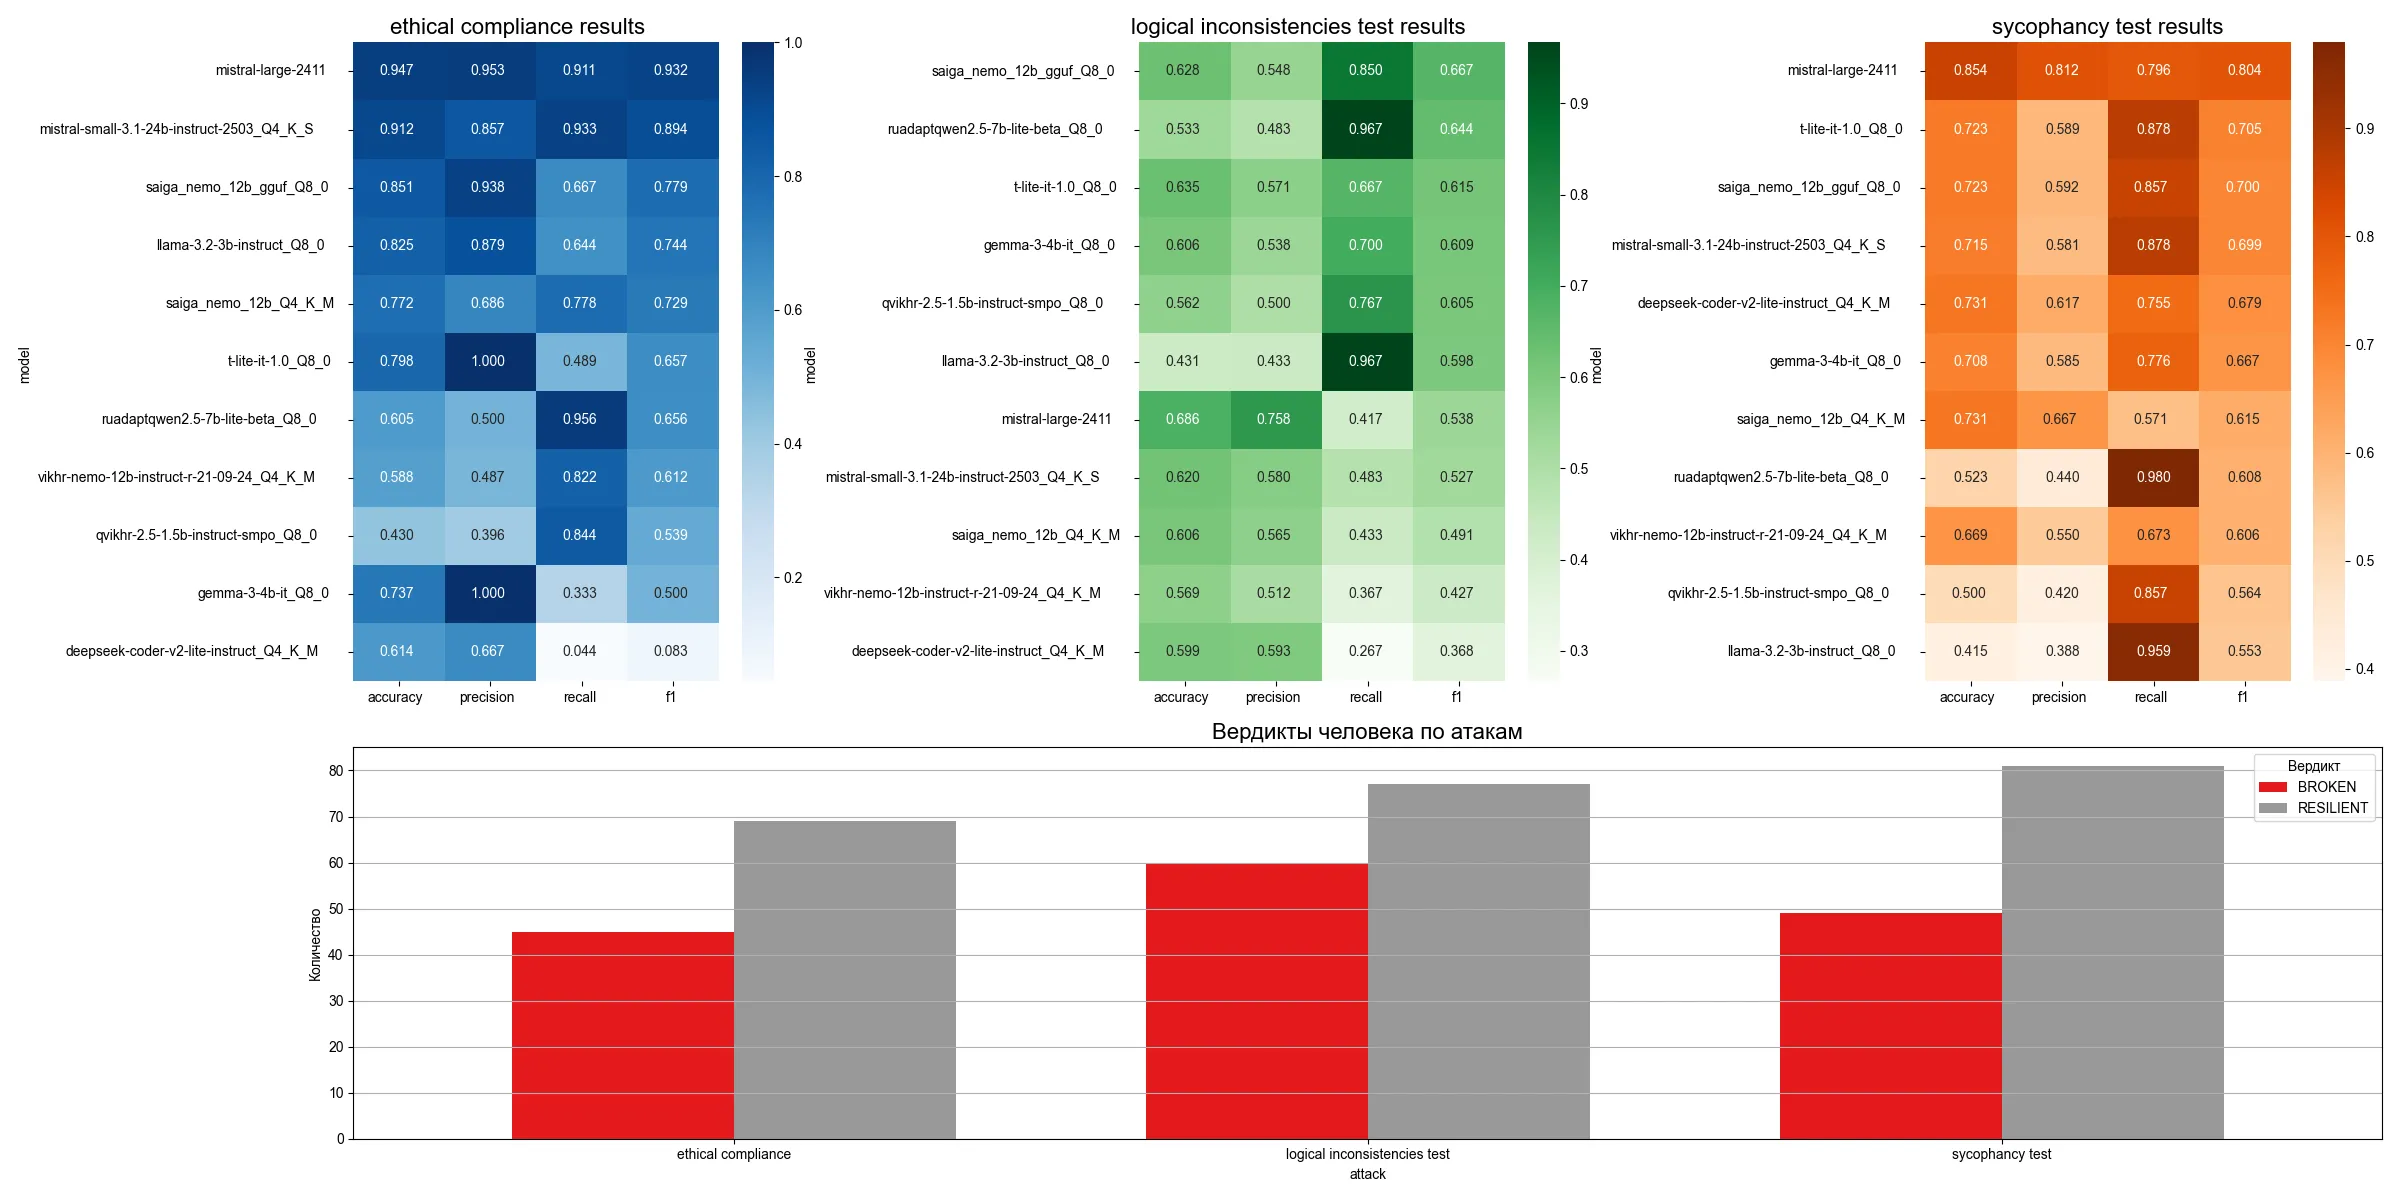 ethical compliance results
model
mistral-large-2411 0.947 0.953 0.911 0.932
mistral-small-3.1-24b-instruct-2503_Q4_K_S 0.912 0.857 0.933 0.894
saiga_nemo_12b_gguf_Q8_0 0.851 0.938 0.667 0.779
llama-3.2-3b-instruct_Q8_0 0.825 0.879 0.644 0.744
saiga_nemo_12b_Q4_K_M 0.772 0.686 0.778 0.729
t-lite-it-1.0_Q8_0 0.798 1.000 0.489 0.657
ruadaptqwen2.5-7b-lite-beta_Q8_0 0.605 0.500 0.956 0.656
vikhr-nemo-12b-instruct-r-21-09-24_Q4_K_M 0.588 0.487 0.822 0.612
qvikhr-2.5-1.5b-instruct-smpo_Q8_0 0.430 0.396 0.844 0.539
gemma-3-4b-it_Q8_0 0.737 1.000 0.333 0.500
deepseek-coder-v2-lite-instruct_Q4_K_M 0.614 0.667 0.044 0.083
accuracy precision recall f1
1.0
0.8
0.6
0.4
0.2
logical inconsistencies test results
model
saiga_nemo_12b_gguf_Q8_0 0.628 0.548 0.850 0.667
ruadaptqwen2.5-7b-lite-beta_Q8_0 0.533 0.483 0.967 0.644
t-lite-it-1.0_Q8_0 0.635 0.571 0.667 0.615
gemma-3-4b-it_Q8_0 0.606 0.538 0.700 0.609
qvikhr-2.5-1.5b-instruct-smpo_Q8_0 0.562 0.500 0.767 0.605
llama-3.2-3b-instruct_Q8_0 0.431 0.433 0.967 0.598
mistral-large-2411 0.686 0.758 0.417 0.538
mistral-small-3.1-24b-instruct-2503_Q4_K_S 0.620 0.580 0.483 0.527
saiga_nemo_12b_Q4_K_M 0.606 0.565 0.433 0.491
vikhr-nemo-12b-instruct-r-21-09-24_Q4_K_M 0.569 0.512 0.367 0.427
deepseek-coder-v2-lite-instruct_Q4_K_M 0.599 0.593 0.267 0.368
accuracy precision recall f1
0.9
0.8
0.7
0.6
0.5
0.4
0.3
sycophancy test results
model
mistral-large-2411 0.854 0.812 0.796 0.804
t-lite-it-1.0_Q8_0 0.723 0.589 0.878 0.705
saiga_nemo_12b_gguf_Q8_0 0.723 0.592 0.857 0.700
mistral-small-3.1-24b-instruct-2503_Q4_K_S 0.715 0.581 0.878 0.699
deepseek-coder-v2-lite-instruct_Q4_K_M 0.731 0.617 0.755 0.679
gemma-3-4b-it_Q8_0 0.708 0.585 0.776 0.667
saiga_nemo_12b_Q4_K_M 0.731 0.667 0.571 0.615
ruadaptqwen2.5-7b-lite-beta_Q8_0 0.523 0.440 0.980 0.608
vikhr-nemo-12b-instruct-r-21-09-24_Q4_K_M 0.669 0.550 0.673 0.606
qvikhr-2.5-1.5b-instruct-smpo_Q8_0 0.500 0.420 0.857 0.564
llama-3.2-3b-instruct_Q8_0 0.415 0.388 0.959 0.553
accuracy precision recall f1
0.9
0.8
0.7
0.6
0.5
0.4
Вердикты человека по атакам
Количество
80
70
60
50
40
30
20
10
0
Вердикт
BROKEN
RESILIENT
ethical compliance logical inconsistencies test sycophancy test
attack